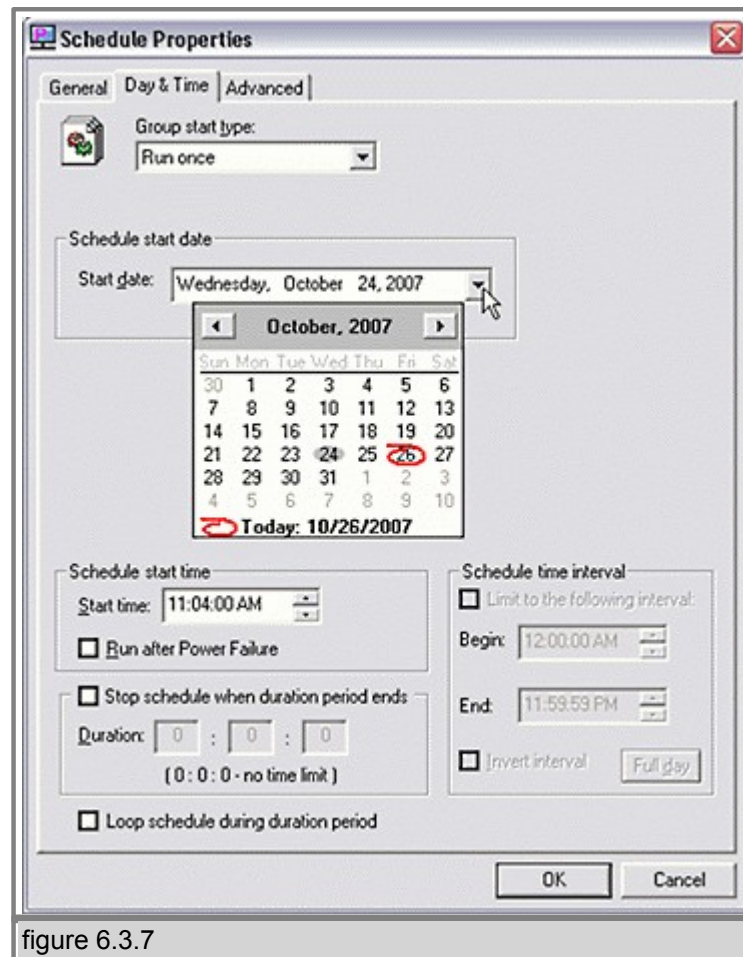 Schedule Properties
General Day & Time Advanced
Group start type:
Run once
Schedule start date
Start date: Wednesday, October 24, 2007
October, 2007
Sun Mon Tue Wed Thu Fri Sat
30 1 2 3 4 5 6
7 8 9 10 11 12 13
14 15 16 17 18 19 20
21 22 23 24 25 26 27
28 29 30 31 1 2 3
4 5 6 7 8 9 10
Today: 10/26/2007
Schedule start time
Start time: 11:04:00 AM
Run after Power Failure
Stop schedule when duration period ends
Duration: 0 : 0 : 0
( 0 : 0 : 0 - no time limit )
Loop schedule during duration period
Schedule time interval
Limit to the following interval:
Begin: 12:00:00 AM
End: 11:59:59 PM
Invert interval Full day
OK Cancel
figure 6.3.7